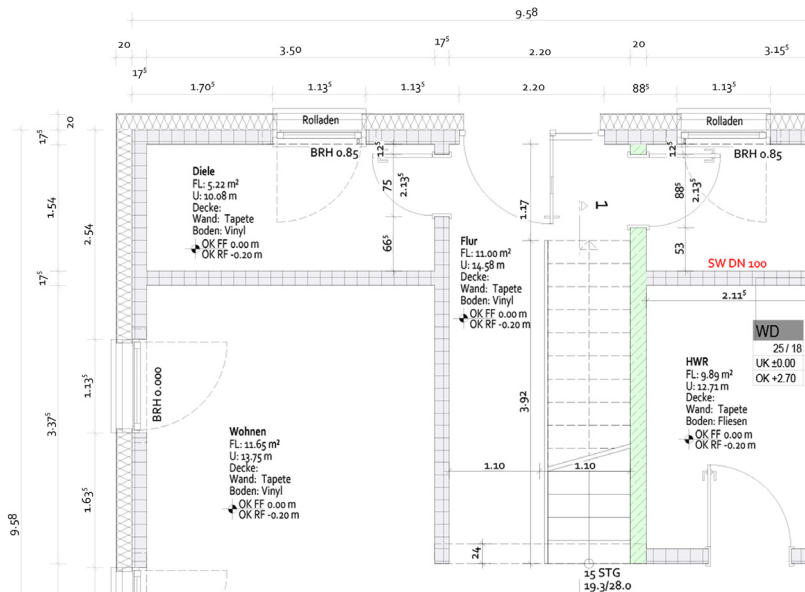 9.58
20
3.50
17⁵
2.20
20
3.15
17⁵
1.70⁵
1.13⁵
1.13⁵
2.20
88⁵
1.13⁵
20
17⁵
Rolladen
Rolladen
BRH 0.85
12⁵
12⁵
BRH 0.85
Diele
FL: 5.22 m²
U: 10.08 m
Decke:
Wand: Tapete
Boden: Vinyl
OK FF 0.00 m
OK RF -0.20 m
75
2.13⁵
88⁵
2.13⁵
1.54
2.54
1.17
1
66⁵
53
Flur
FL: 11.00 m²
U: 14.58 m
Decke:
Wand: Tapete
Boden: Vinyl
OK FF 0.00 m
OK RF -0.20 m
SW DN 100
17⁵
2.11⁵
WD
25 / 18
UK ±0.00
OK +2.70
HWR
FL: 9.89 m²
U: 12.71 m
Decke:
Wand: Tapete
Boden: Fliesen
OK FF 0.00 m
OK RF -0.20 m
1.13⁵
BRH 0.000
3.92
3.37⁵
Wohnen
FL: 11.65 m²
U: 13.75 m
Decke:
Wand: Tapete
Boden: Vinyl
OK FF 0.00 m
OK RF -0.20 m
1.10
1.10
1.63⁵
9.58
24
15 STG
19.3/28.0